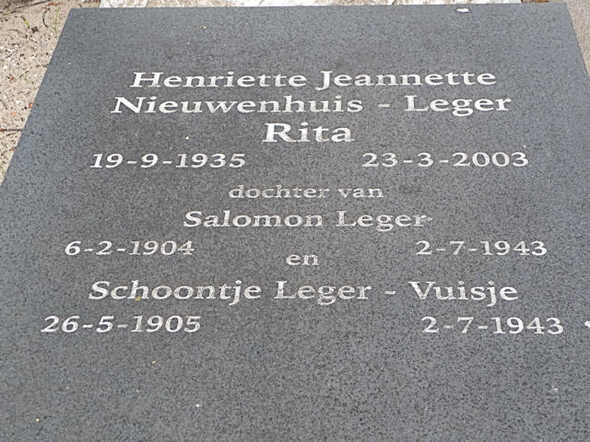 Henriette Jeannette
Nieuwenhuis - Leger
Rita
19-9-1935 23-3-2003
dochter van
Salomon Leger
6-2-1904 2-7-1943
en
Schoontje Leger - Vuisje
26-5-1905 2-7-1943